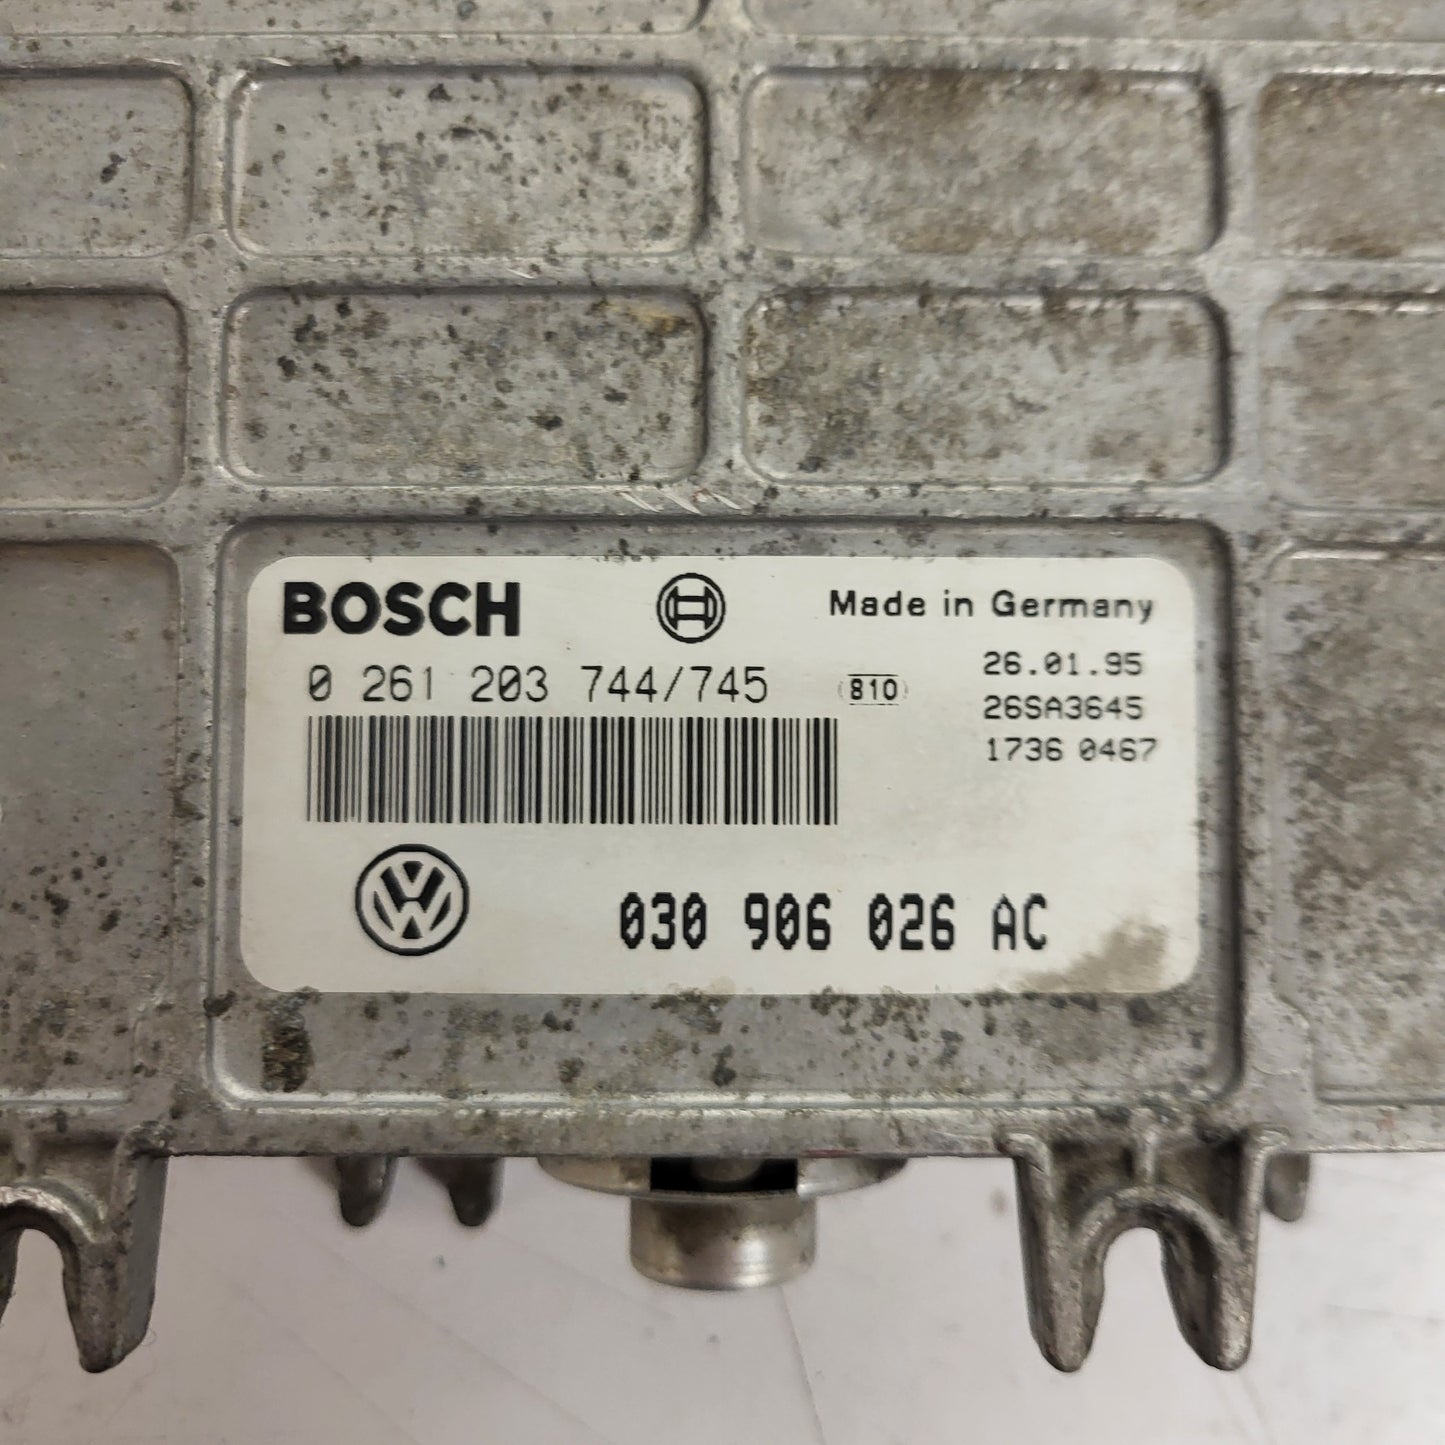 BOSCH
Made in Germany
0 261 203 744/745
810
26.01.95
26SA3645
1736 0467
VW
030 906 026 AC